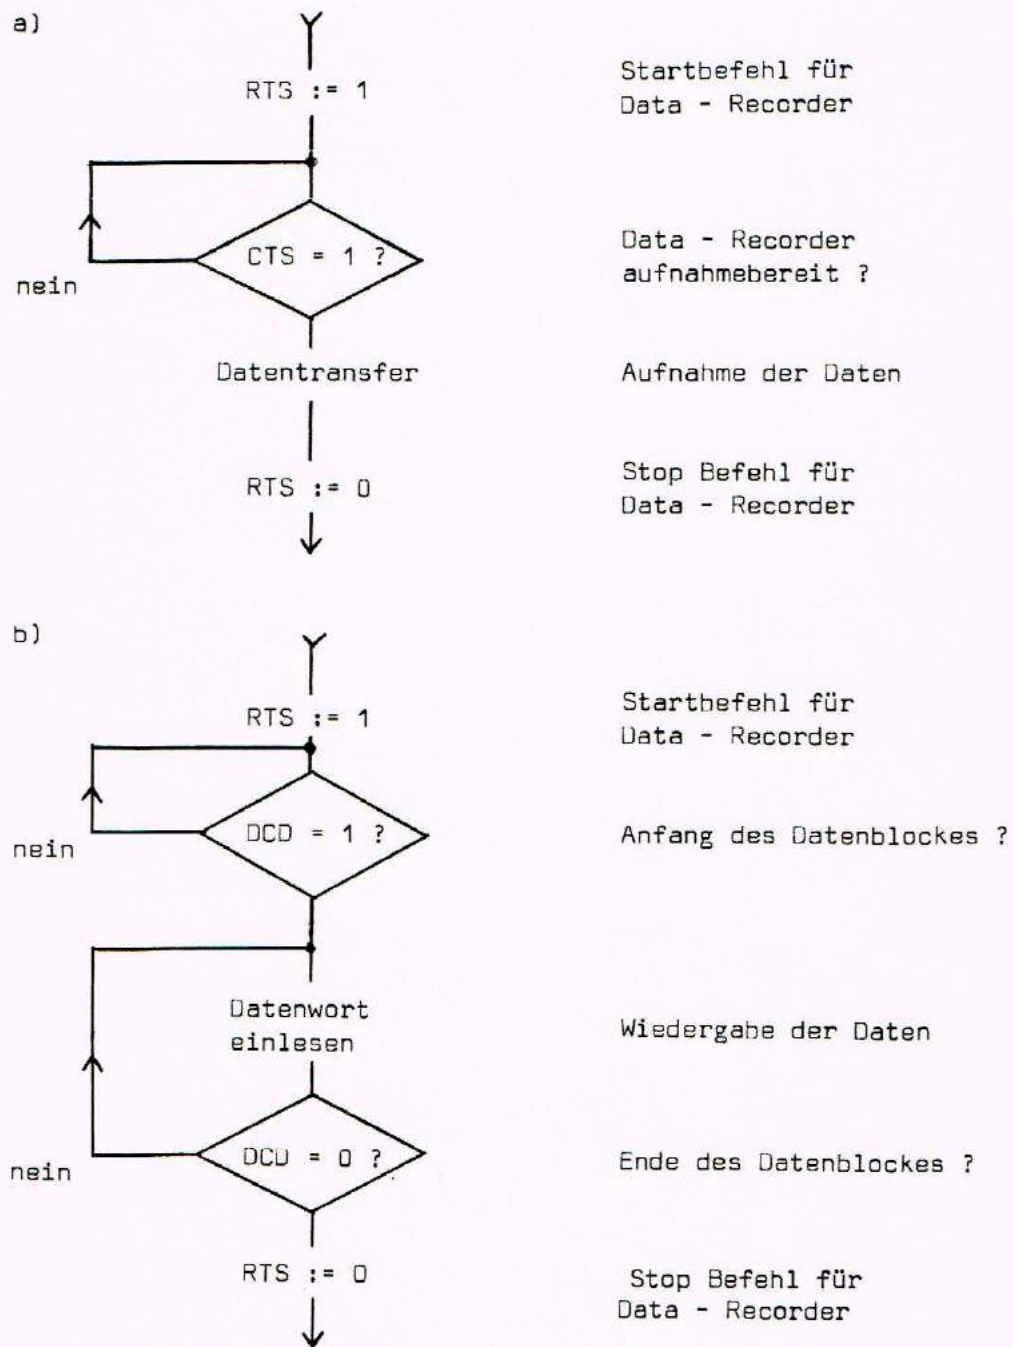 a)
RTS := 1
Startbefehl für
Data - Recorder
CTS = 1 ?
nein
Data - Recorder
aufnahmebereit ?
Datentransfer
Aufnahme der Daten
RTS := 0
Stop Befehl für
Data - Recorder
b)
RTS := 1
Startbefehl für
Data - Recorder
DCD = 1 ?
nein
Anfang des Datenblockes ?
Datenwort
einlesen
Wiedergabe der Daten
DCD = 0 ?
nein
Ende des Datenblockes ?
RTS := 0
Stop Befehl für
Data - Recorder